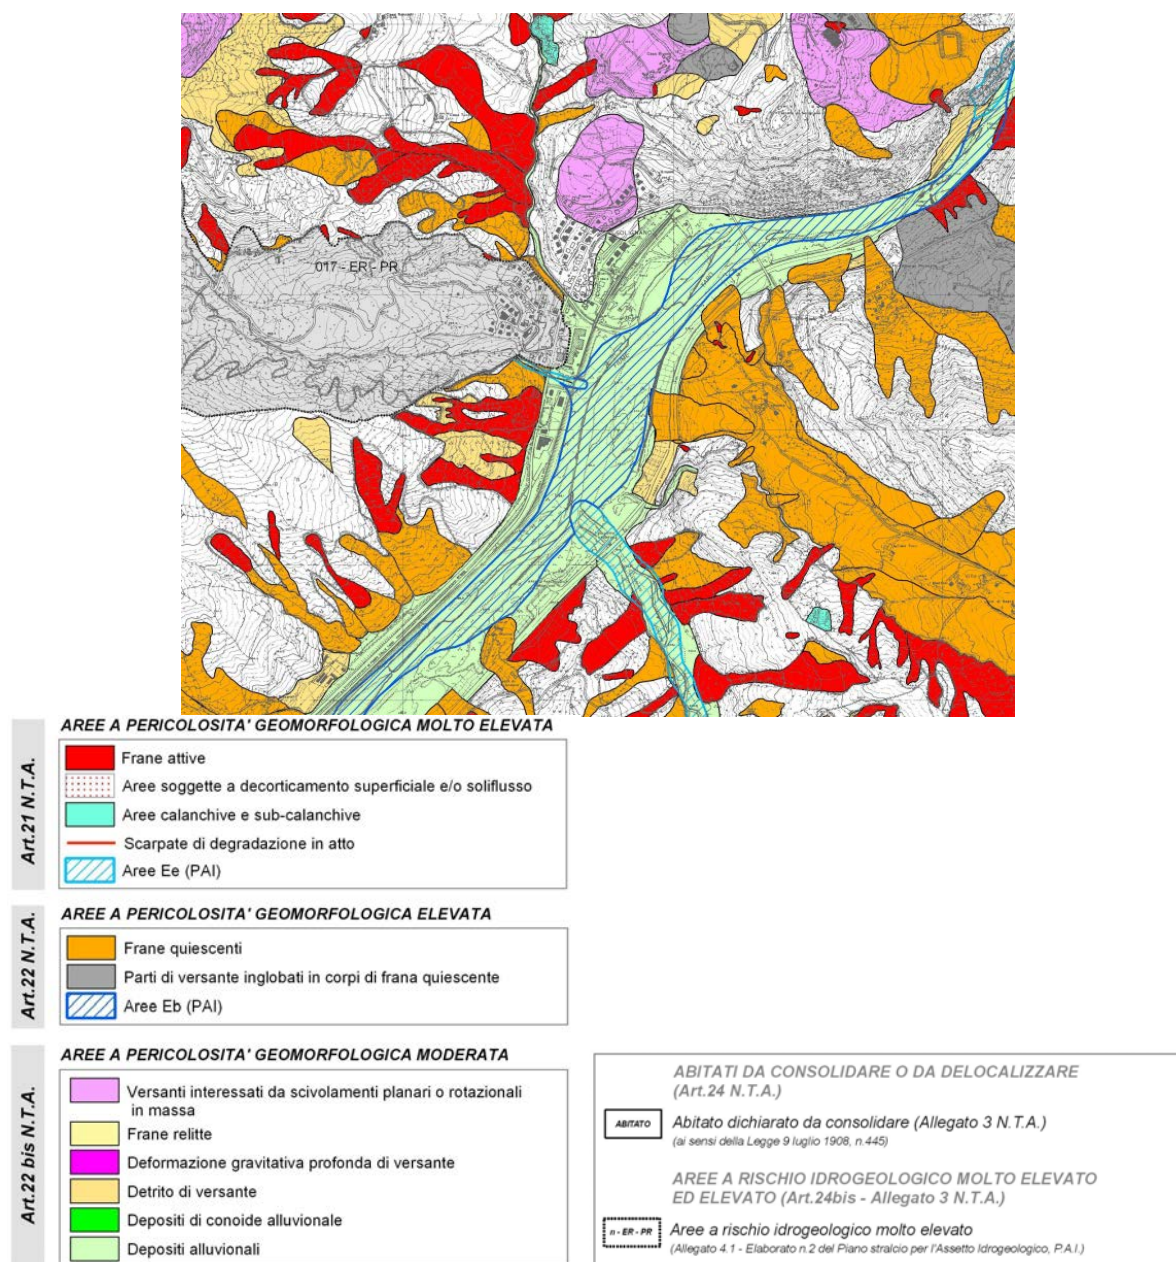 017 - ER - PR
AREE A PERICOLOSITA' GEOMORFOLOGICA MOLTO ELEVATA
Art.21 N.T.A.
Frane attive
Aree soggette a decorticamento superficiale e/o soliflusso
Aree calanchive e sub-calanchive
Scarpate di degradazione in atto
Aree Ee (PAI)
AREE A PERICOLOSITA' GEOMORFOLOGICA ELEVATA
Art.22 N.T.A.
Frane quiescenti
Parti di versante inglobati in corpi di frana quiescente
Aree Eb (PAI)
AREE A PERICOLOSITA' GEOMORFOLOGICA MODERATA
Art.22 bis N.T.A.
Versanti interessati da scivolamenti planari o rotazionali
in massa
Frane relitte
Deformazione gravitativa profonda di versante
Detrito di versante
Depositi di conoide alluvionale
Depositi alluvionali
ABITATI DA CONSOLIDARE O DA DELOCALIZZARE
(Art.24 N.T.A.)
ABITATO
Abitato dichiarato da consolidare (Allegato 3 N.T.A.)
(ai sensi della Legge 9 luglio 1908, n.445)
AREE A RISCHIO IDROGEOLOGICO MOLTO ELEVATO
ED ELEVATO (Art.24bis - Allegato 3 N.T.A.)
n - ER - PR
Aree a rischio idrogeologico molto elevato
(Allegato 4.1 - Elaborato n.2 del Piano stralcio per l'Assetto Idrogeologico, P.A.I.)